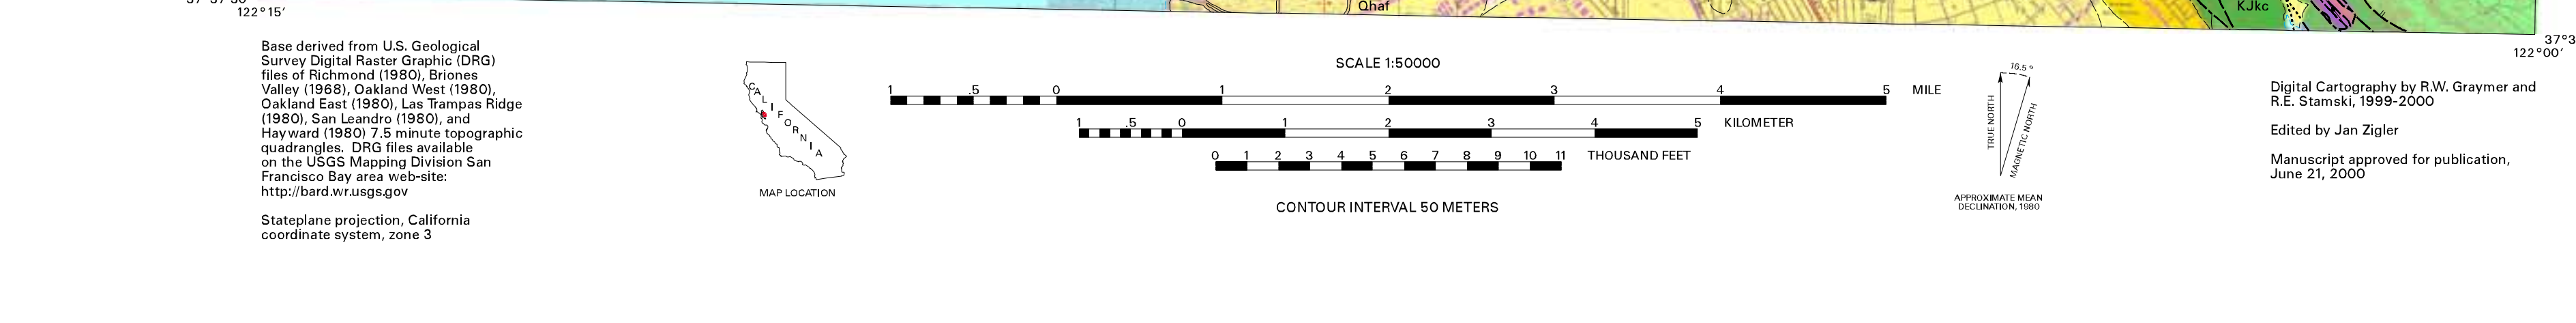 122°15'
Qhaf
KJkc
122°00'
Base derived from U.S. Geological
Survey Digital Raster Graphic (DRG)
files of Richmond (1980), Briones
Valley (1968), Oakland West (1980),
Oakland East (1980), Las Trampas Ridge
(1980), San Leandro (1980), and
Hayward (1980) 7.5 minute topographic
quadrangles. DRG files available
on the USGS Mapping Division San
Francisco Bay area web-site:
http://bard.wr.usgs.gov
Stateplane projection, California
coordinate system, zone 3
CALIFORNIA
MAP LOCATION
SCALE 1:50000
1 .5 0 1 2 3 4 5 MILE
1 .5 0 1 2 3 4 5 KILOMETER
0 1 2 3 4 5 6 7 8 9 10 11 THOUSAND FEET
CONTOUR INTERVAL 50 METERS
16.5°
TRUE NORTH
MAGNETIC NORTH
APPROXIMATE MEAN
DECLINATION, 1980
Digital Cartography by R.W. Graymer and
R.E. Stamski, 1999-2000
Edited by Jan Zigler
Manuscript approved for publication,
June 21, 2000